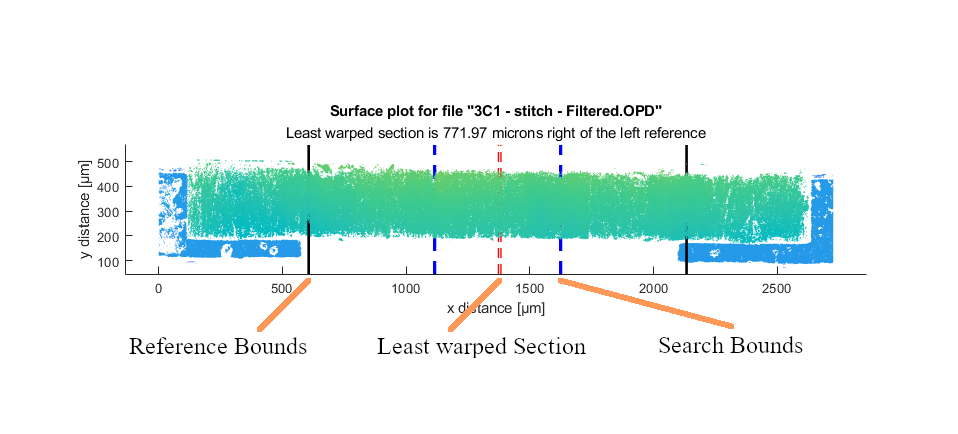 Surface plot for file "3C1 - stitch - Filtered.OPD"
Least warped section is 771.97 microns right of the left reference
y distance [µm]
500
400
300
200
100
0
500
1000
1500
2000
2500
x distance [µm]
Reference Bounds
Least warped Section
Search Bounds